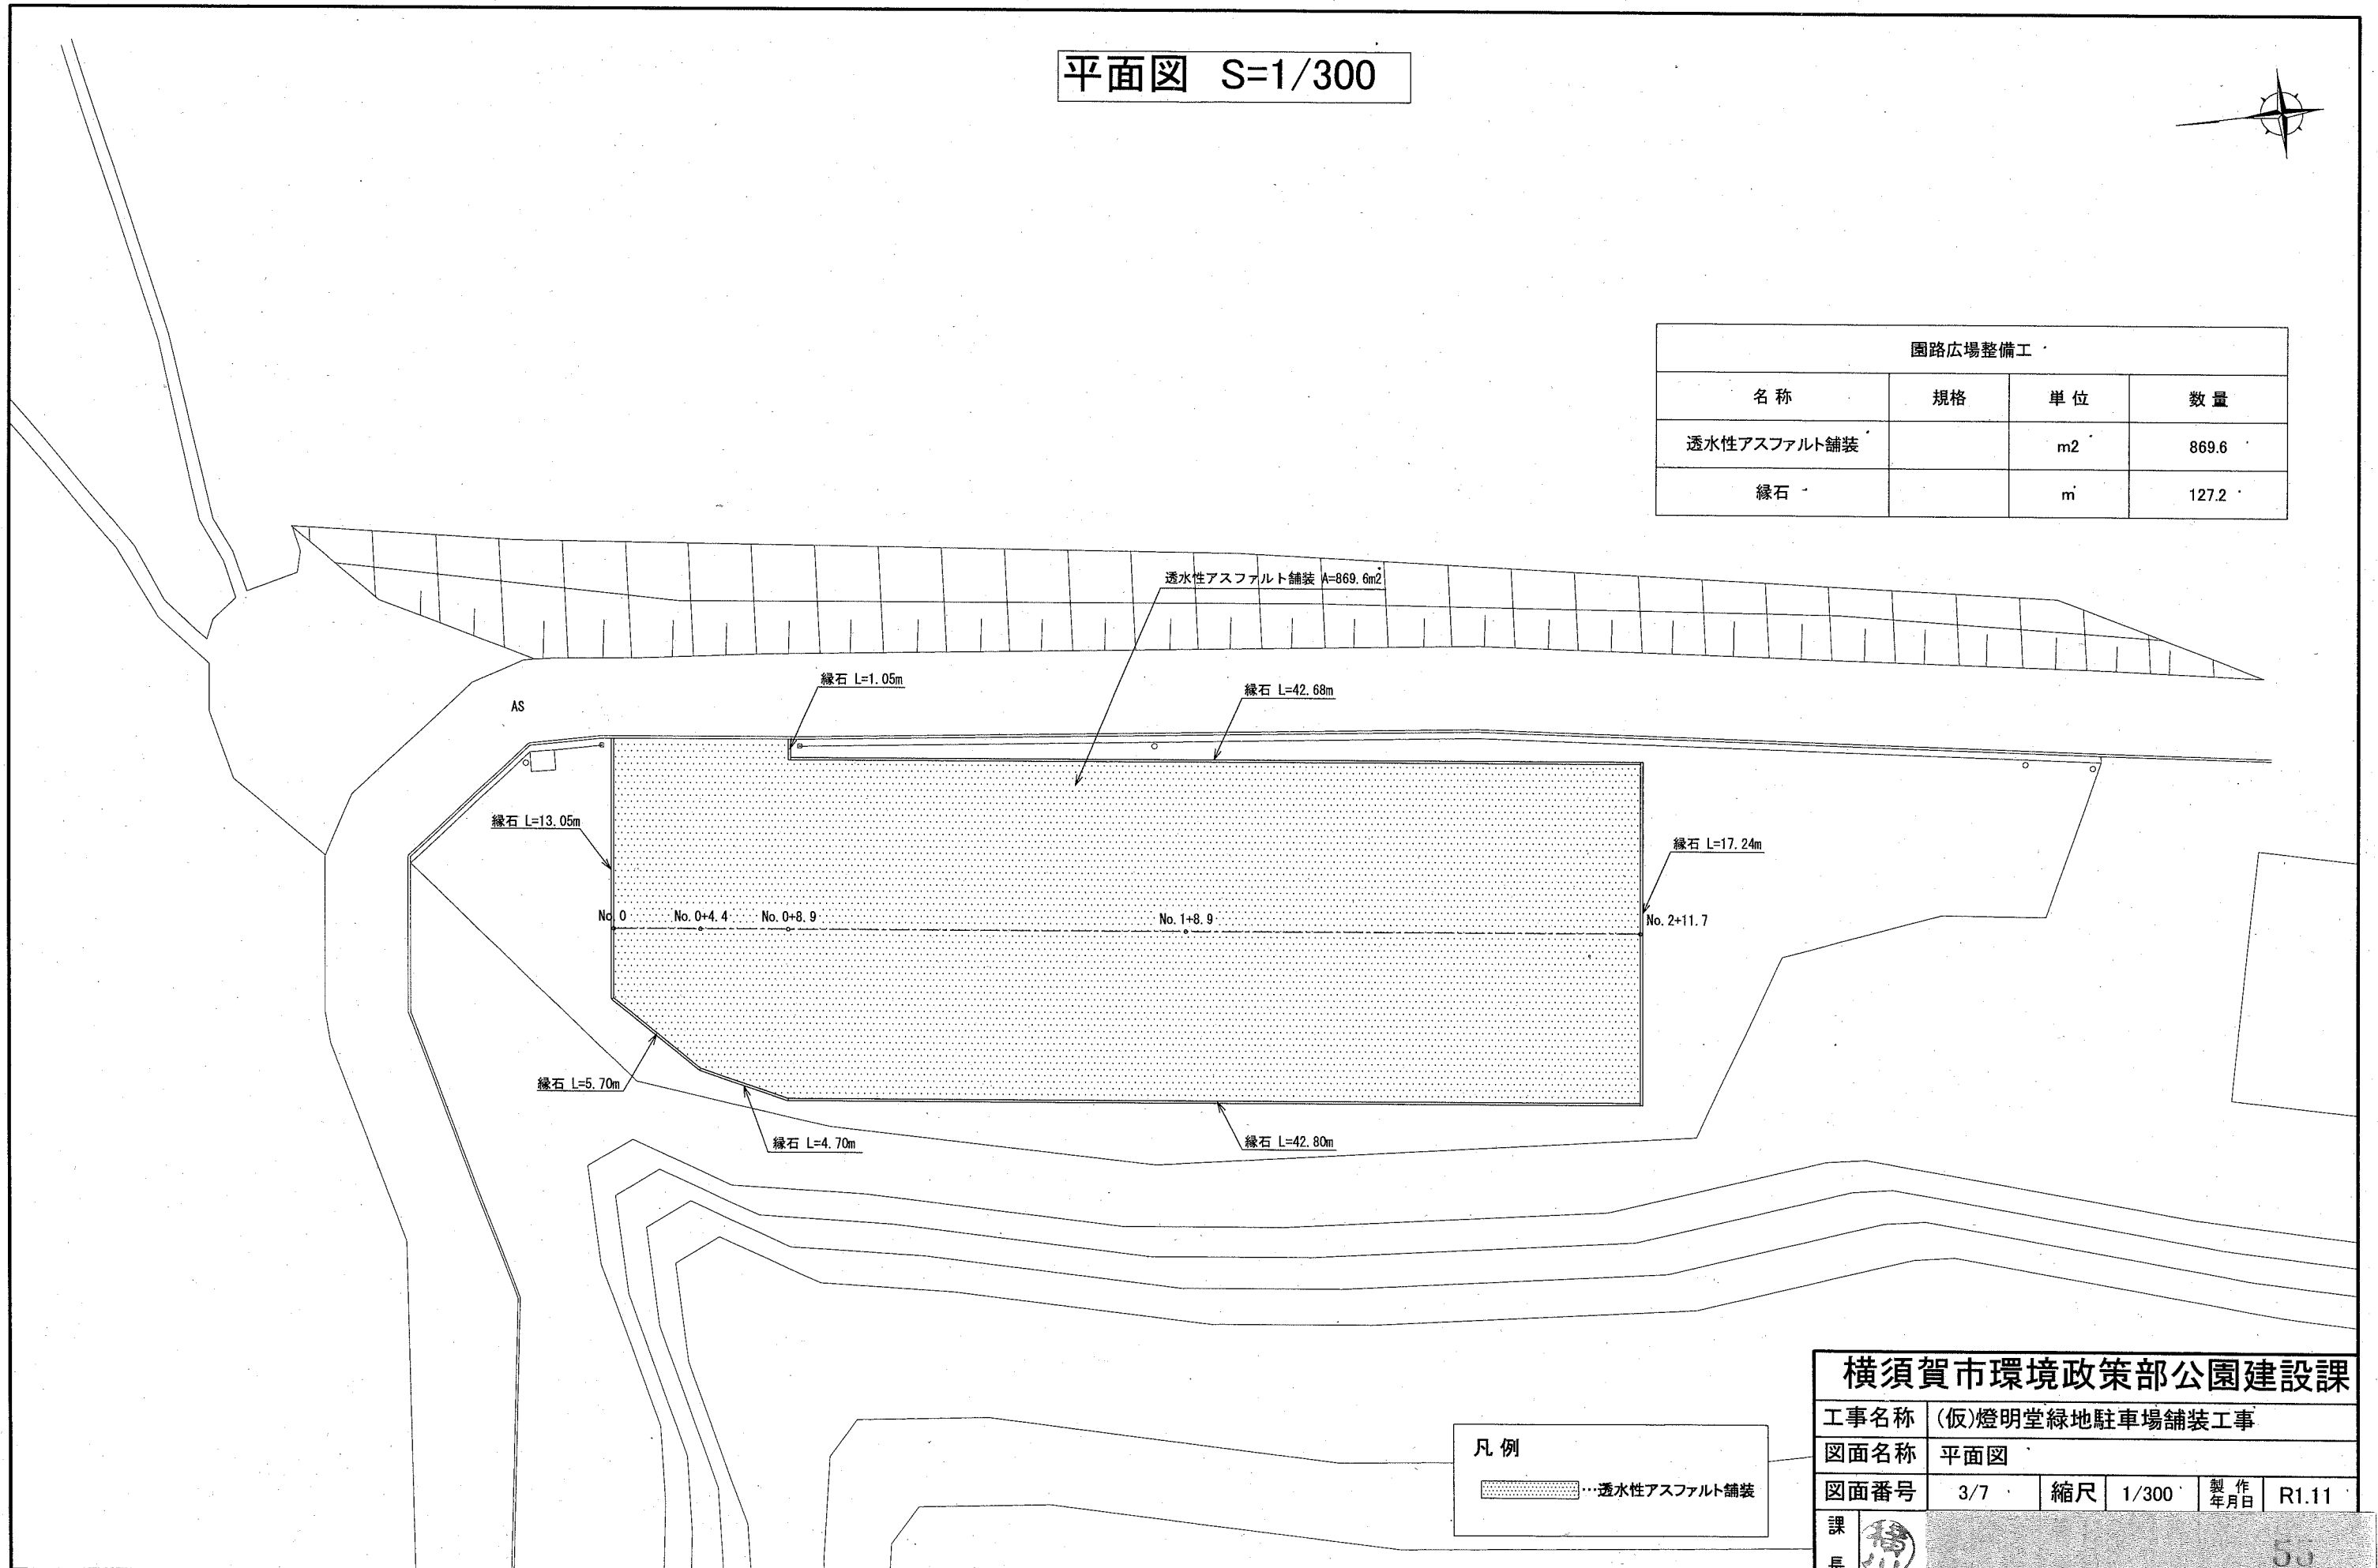 平面図 S=1/300
園路広場整備工
名 称 規格 単 位 数 量
透水性アスファルト舗装 m2 869.6
縁石 m 127.2
透水性アスファルト舗装 A=869.6m2
縁石 L=1.05m
縁石 L=42.68m
AS
縁石 L=13.05m
縁石 L=17.24m
No.0 No.0+4.4 No.0+8.9 No.1+8.9 No.2+11.7
縁石 L=5.70m
縁石 L=4.70m
縁石 L=42.80m
凡 例
…透水性アスファルト舗装
横須賀市環境政策部公園建設課
工事名称 (仮)燈明堂緑地駐車場舗装工事
図面名称 平面図
図面番号 3/7 縮尺 1/300 製 作 年月日 R1.11
課長